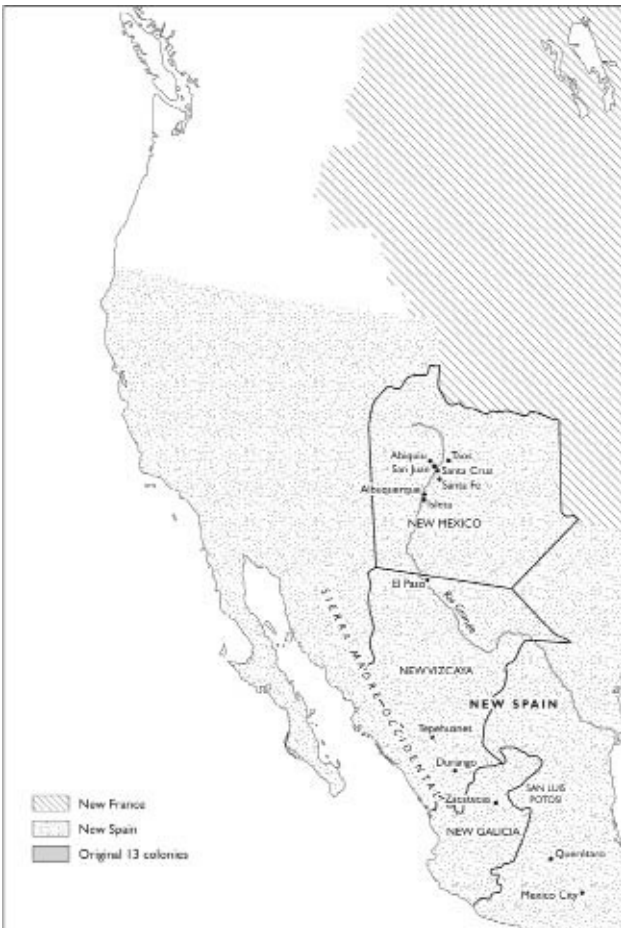 Abiquiu
Taos
San Juan
Santa Cruz
Santa Fe
Albuquerque
Isleta
NEW MEXICO
El Paso
Rio Grande
SIERRA MADRE OCCIDENTAL
NEW VIZCAYA
NEW SPAIN
Tepehuanes
Durango
Zacatecas
SAN LUIS
POTOSI
NEW GALICIA
Querétaro
Mexico City
New France
New Spain
Original 13 colonies